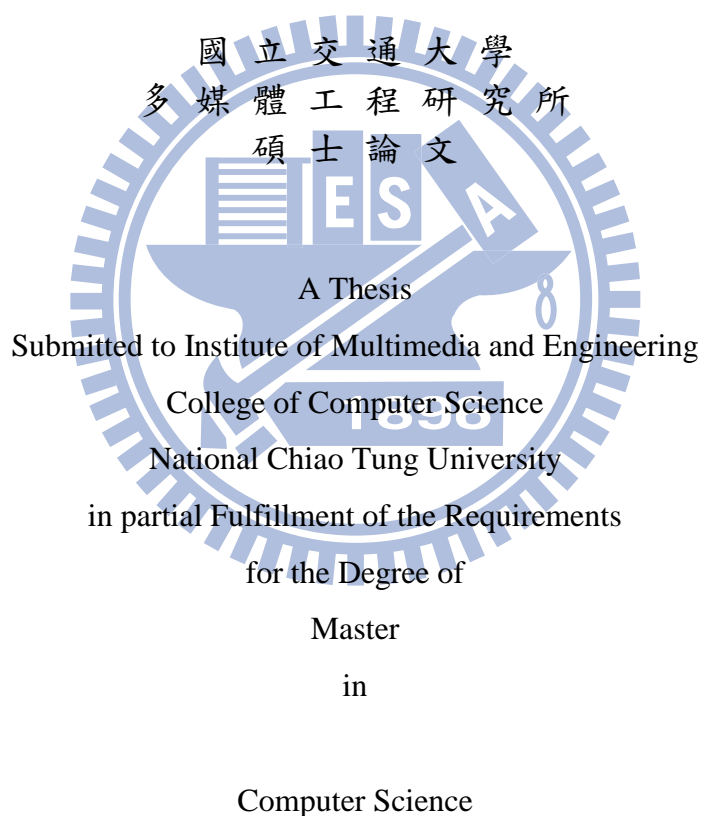 國立交通大學
多媒體工程研究所
碩士論文
E S A
A Thesis
8
Submitted to Institute of Multimedia and Engineering
College of Computer Science
1896
National Chiao Tung University
in partial Fulfillment of the Requirements
for the Degree of
Master
in
Computer Science